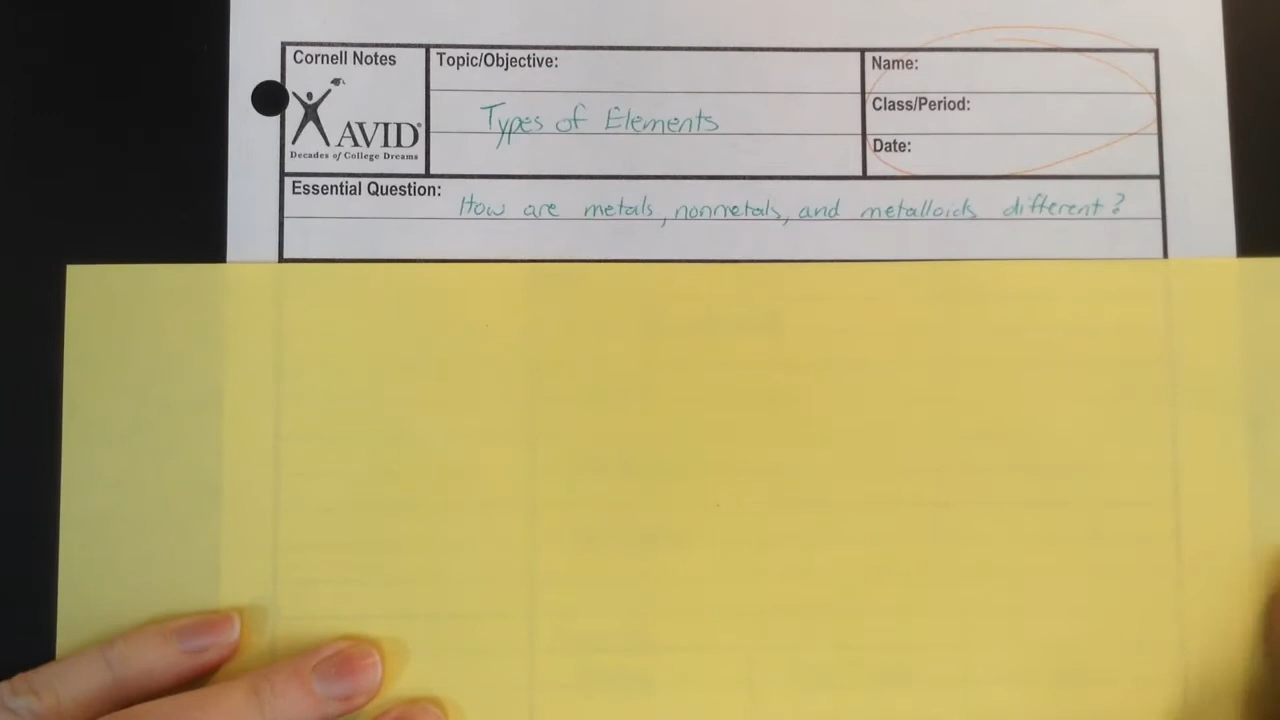 Cornell Notes
AVID
Decades of College Dreams
Topic/Objective:
Types of Elements
Name:
Class/Period:
Date:
Essential Question:
How are metals, nonmetals, and metalloids different?